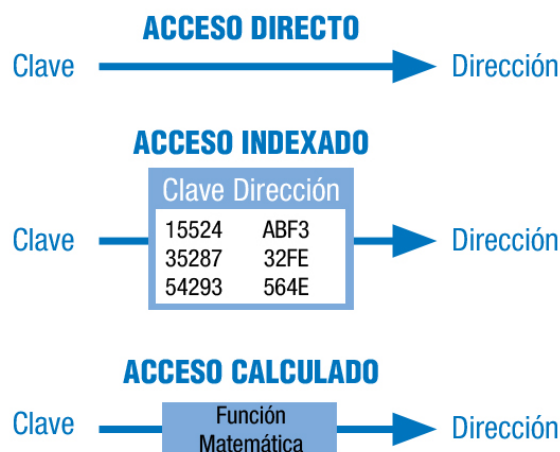 ACCESO DIRECTO
Clave Dirección
ACCESO INDEXADO
Clave Dirección
15524 ABF3
Clave 35287 32FE Dirección
54293 564E
ACCESO CALCULADO
Clave Función Dirección
Matemática